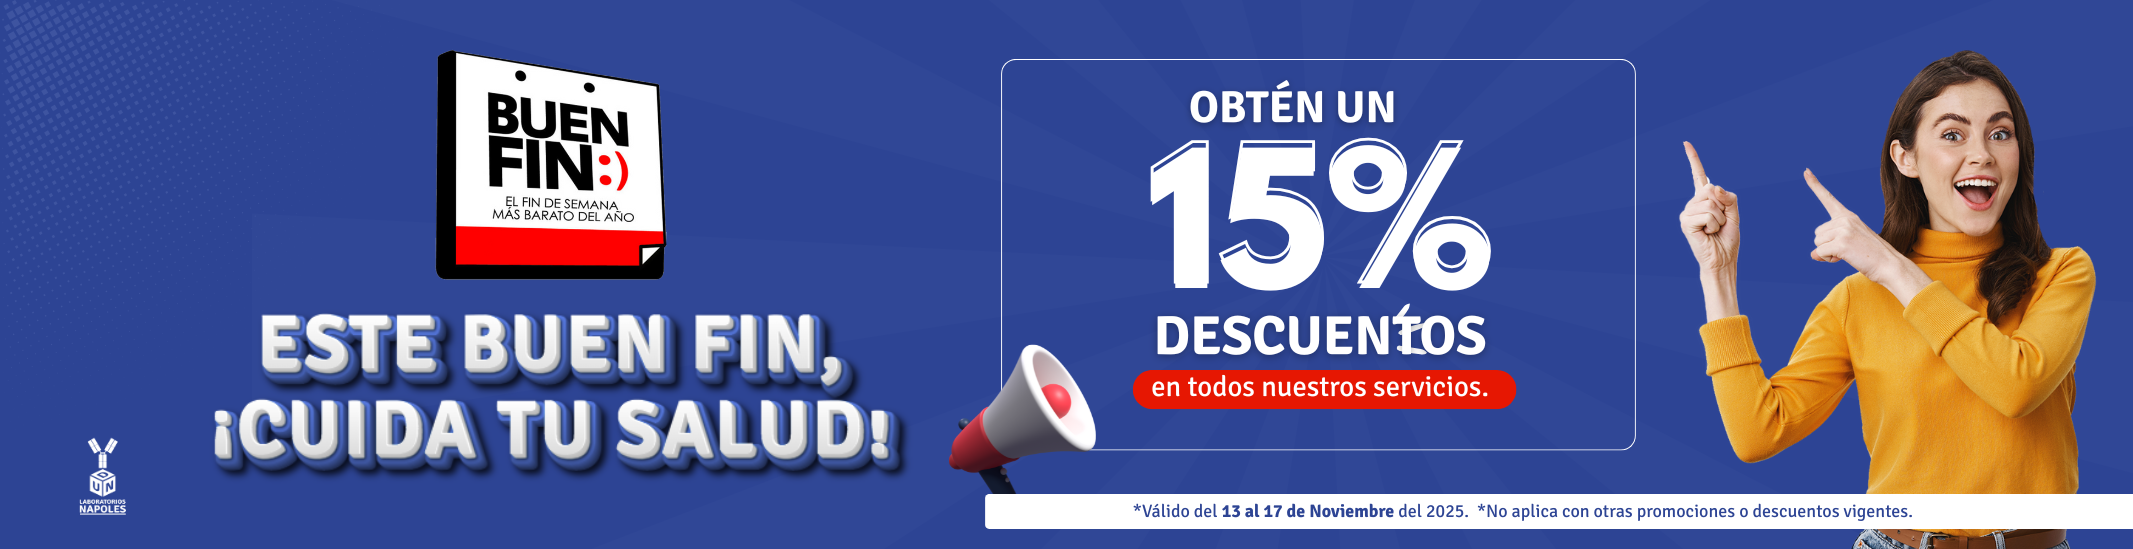 BUEN
FIN:)
EL FIN DE SEMANA
MÁS BARATO DEL AÑO
ESTE BUEN FIN,
¡CUIDA TU SALUD!
UN
LABORATORIOS
NAPOLES
OBTÉN UN
15%
DESCUENTOS
en todos nuestros servicios.
*Válido del 13 al 17 de Noviembre del 2025. *No aplica con otras promociones o descuentos vigentes.